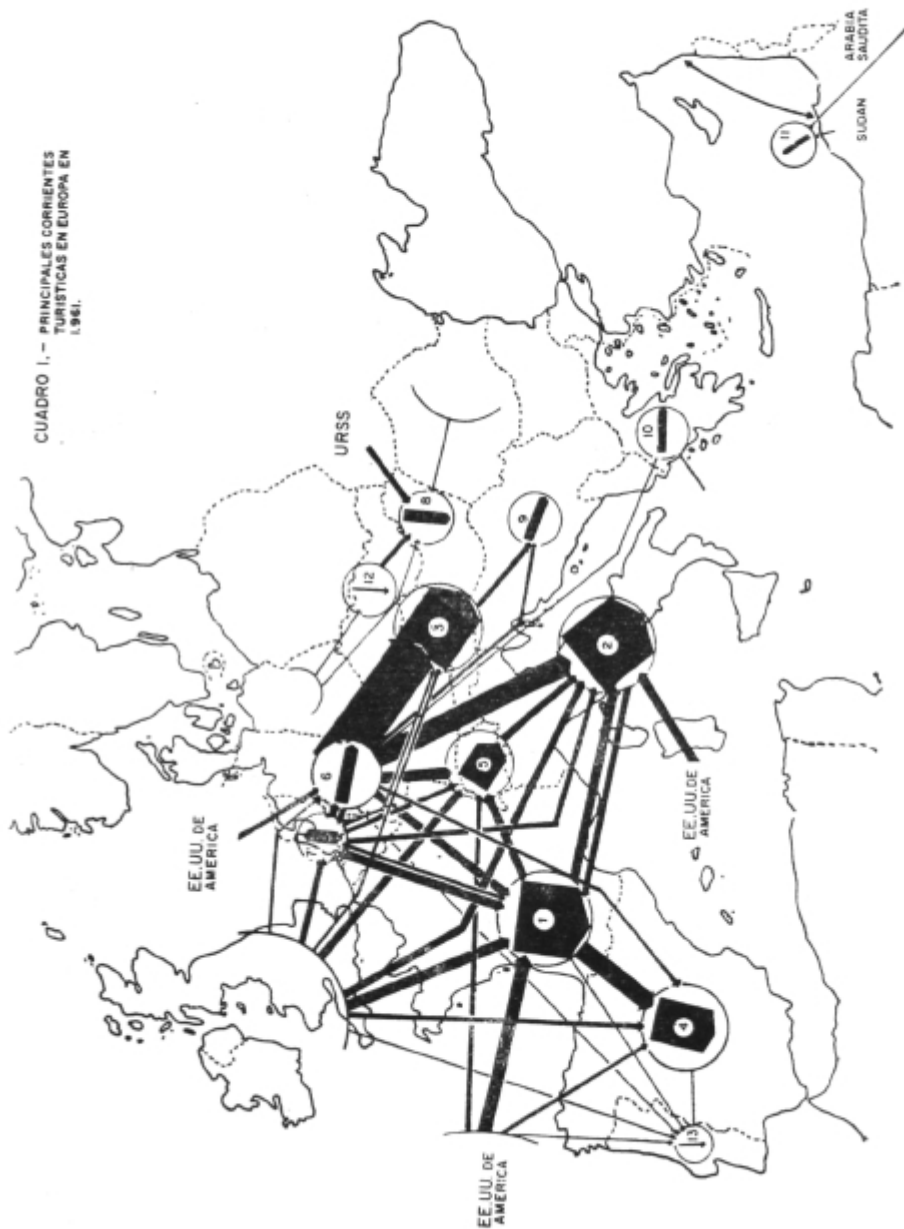 CUADRO I.- PRINCIPALES CORRIENTES
TURISTICAS EN EUROPA EN
1.961.
URSS
EE.UU. DE
AMERICA
EE.UU. DE
AMERICA
EE.UU. DE
AMERICA
ARABIA
SAUDITA
SUDAN
1
2
3
4
5
6
8
9
10
11
12
13